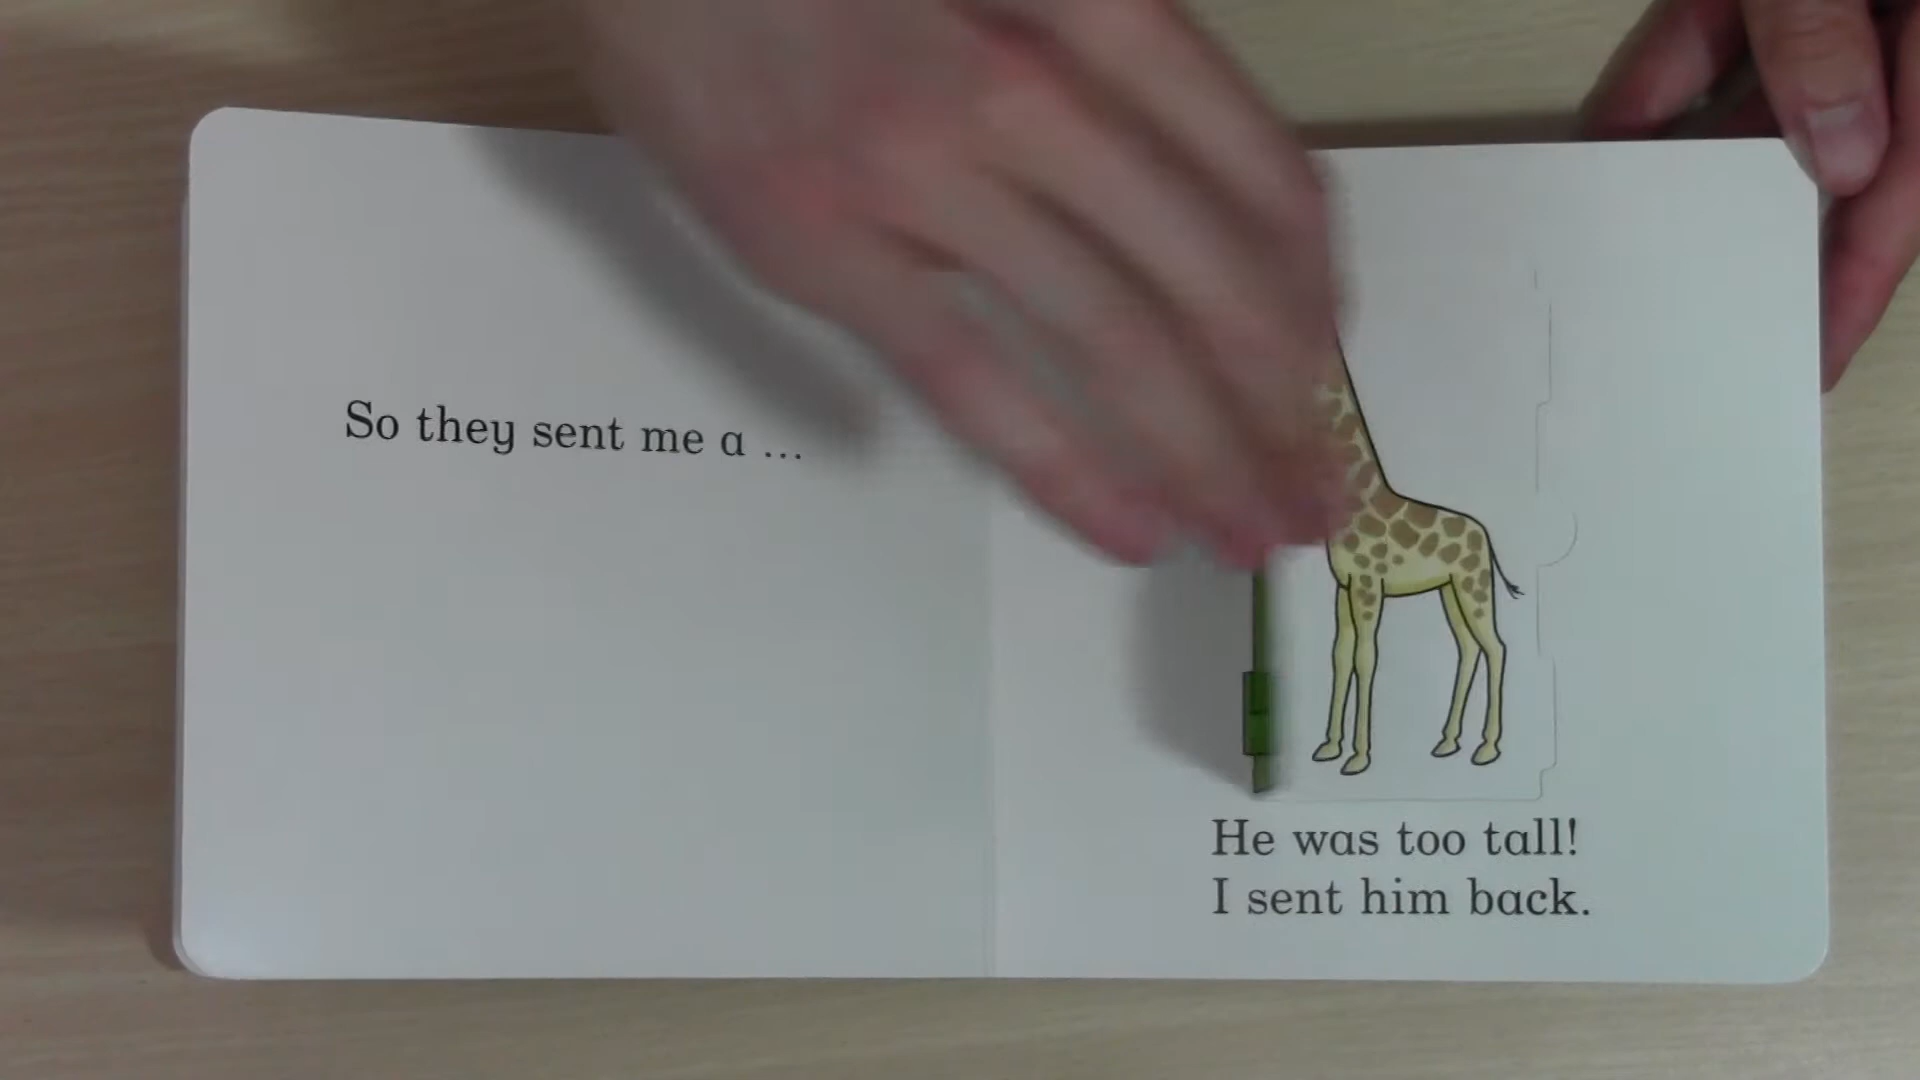 So they sent me a ...
He was too tall!
I sent him back.